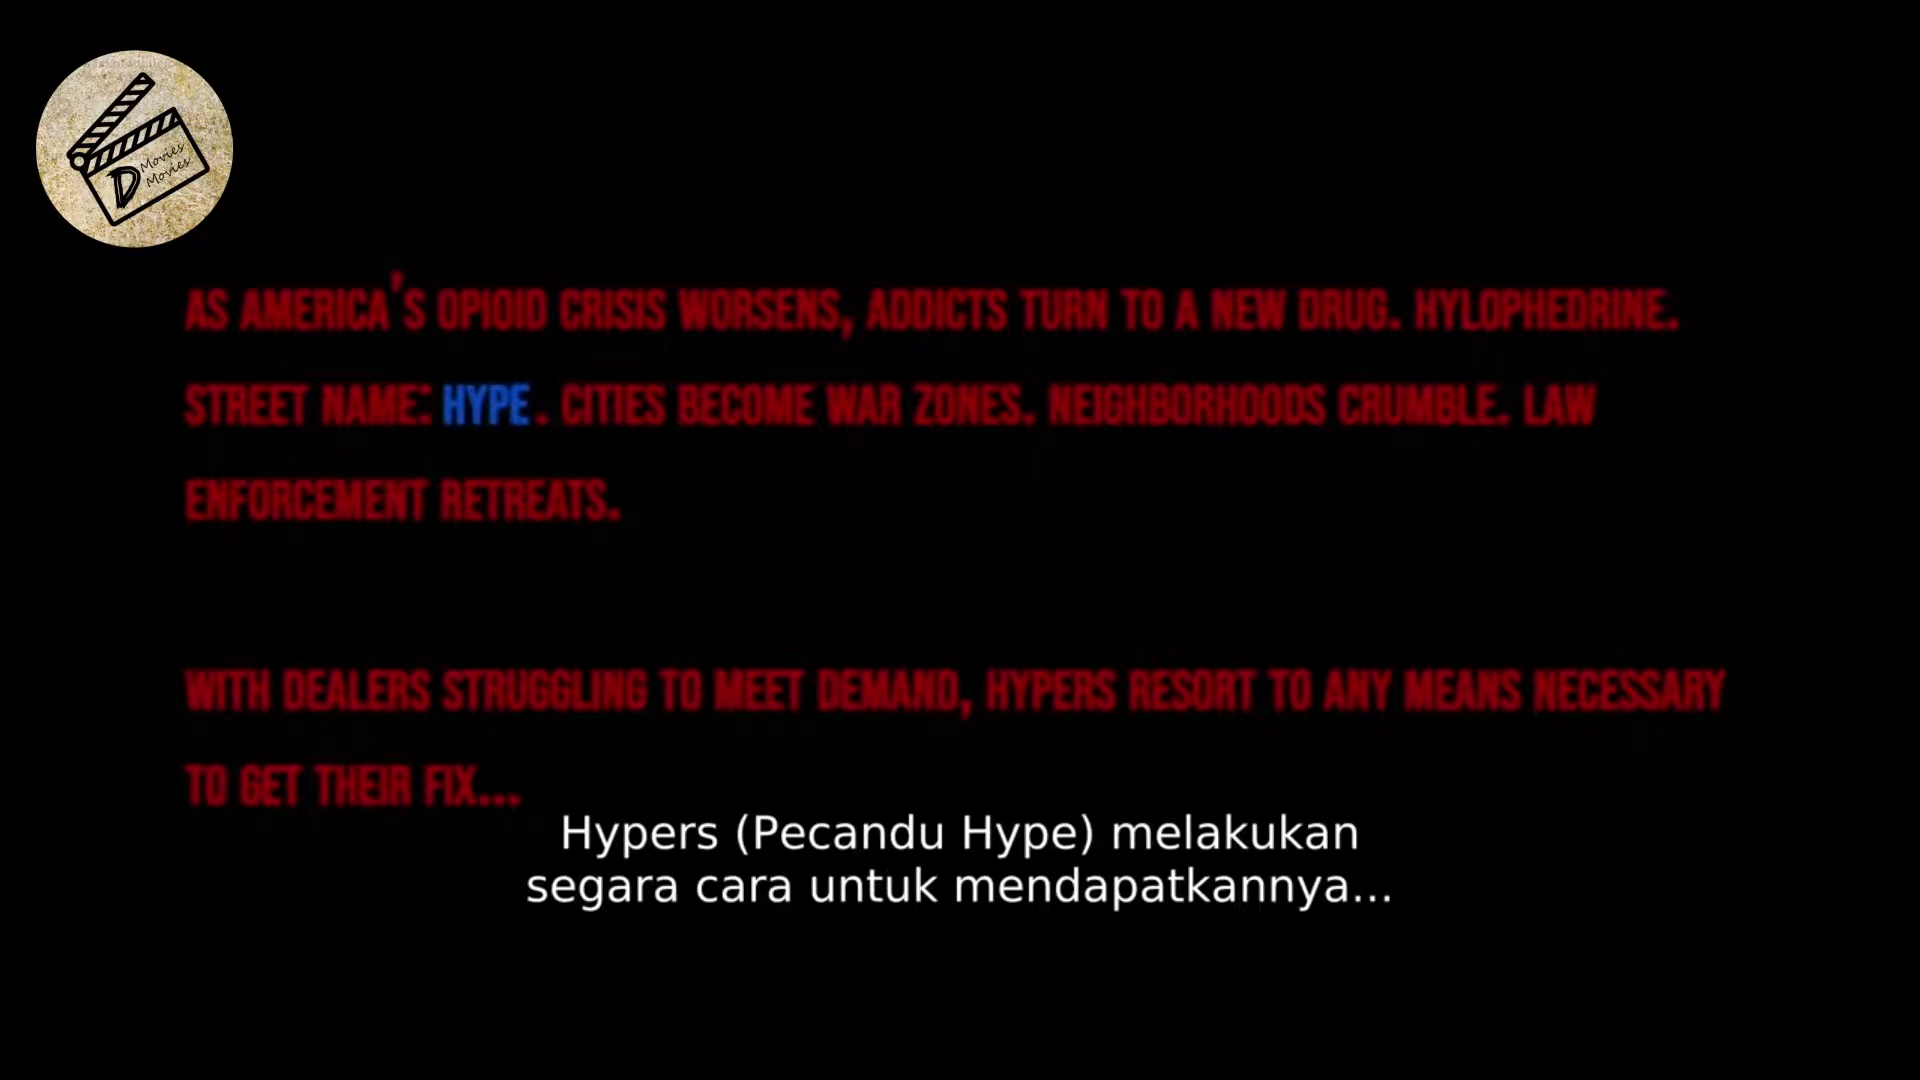 Movies
D Movies
AS AMERICA'S OPIOID CRISIS WORSENS, ADDICTS TURN TO A NEW DRUG. HYLOPHEDRINE.
STREET NAME: HYPE. CITIES BECOME WAR ZONES. NEIGHBORHOODS CRUMBLE. LAW
ENFORCEMENT RETREATS.
WITH DEALERS STRUGGLING TO MEET DEMAND, HYPERS RESORT TO ANY MEANS NECESSARY
TO GET THEIR FIX...
Hypers (Pecandu Hype) melakukan
segara cara untuk mendapatkannya...